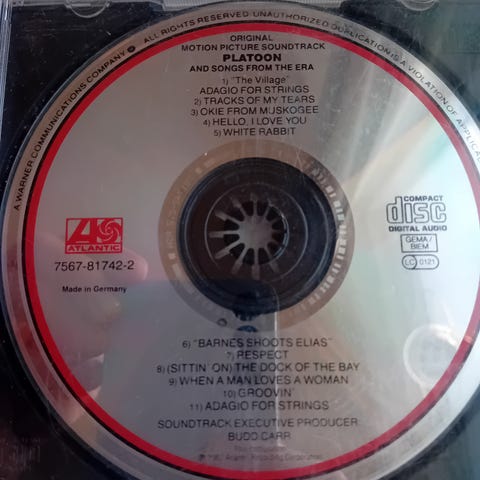 A WARNER COMMUNICATIONS COMPANY ALL RIGHTS RESERVED UNAUTHORIZED DUPLICATION IS A VIOLATION OF APPLICA
ORIGINAL
MOTION PICTURE SOUNDTRACK
PLATOON
AND SONGS FROM THE ERA
1) "The Village"
ADAGIO FOR STRINGS
2) TRACKS OF MY TEARS
3) OKIE FROM MUSKOGEE
4) HELLO, I LOVE YOU
5) WHITE RABBIT
ATLANTIC
7567-81742-2
Made in Germany
COMPACT
disc
DIGITAL AUDIO
GEMA/
BIEM
LC 0121
6) "BARNES SHOOTS ELIAS"
7) RESPECT
8) (SITTIN' ON) THE DOCK OF THE BAY
9) WHEN A MAN LOVES A WOMAN
10) GROOVIN'
11) ADAGIO FOR STRINGS
SOUNDTRACK EXECUTIVE PRODUCER:
BUDD CARR
Atlantic Recording Corporation